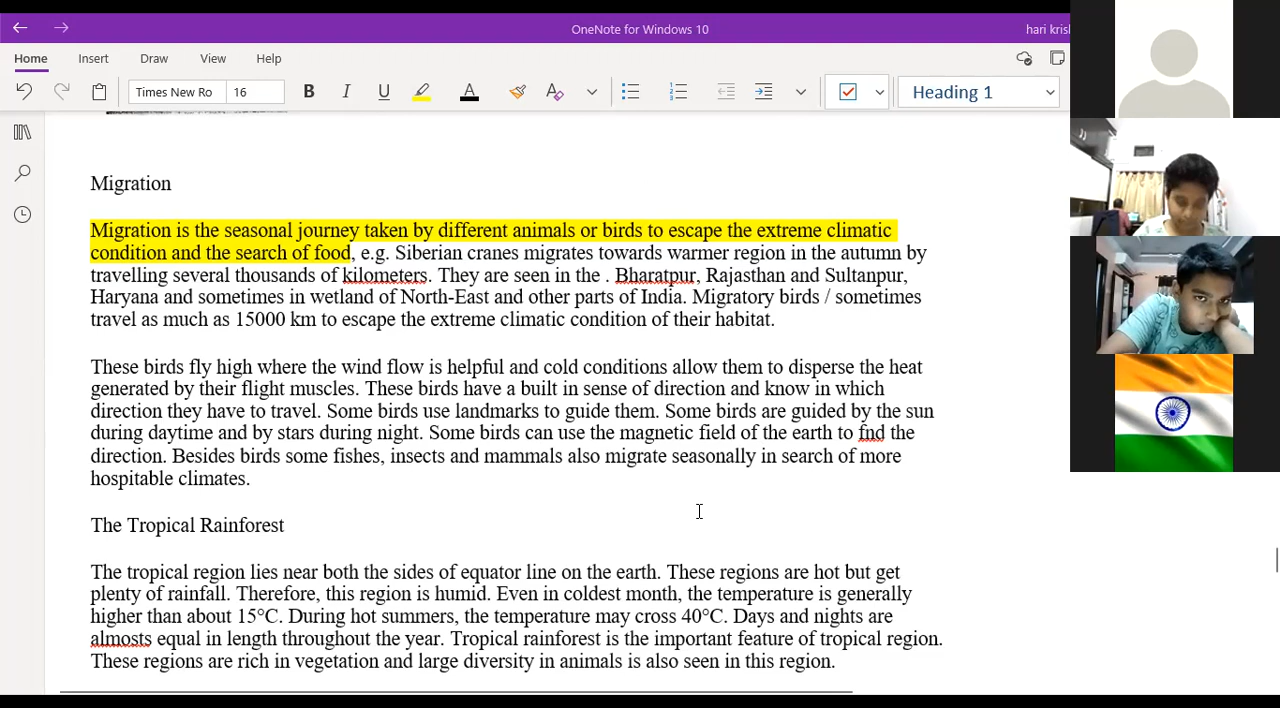 OneNote for Windows 10
hari krish
Home Insert Draw View Help
Times New Ro 16 B I U A A Heading 1
Migration
Migration is the seasonal journey taken by different animals or birds to escape the extreme climatic
condition and the search of food, e.g. Siberian cranes migrates towards warmer region in the autumn by
travelling several thousands of kilometers. They are seen in the . Bharatpur, Rajasthan and Sultanpur,
Haryana and sometimes in wetland of North-East and other parts of India. Migratory birds / sometimes
travel as much as 15000 km to escape the extreme climatic condition of their habitat.
These birds fly high where the wind flow is helpful and cold conditions allow them to disperse the heat
generated by their flight muscles. These birds have a built in sense of direction and know in which
direction they have to travel. Some birds use landmarks to guide them. Some birds are guided by the sun
during daytime and by stars during night. Some birds can use the magnetic field of the earth to fnd the
direction. Besides birds some fishes, insects and mammals also migrate seasonally in search of more
hospitable climates.
The Tropical Rainforest
The tropical region lies near both the sides of equator line on the earth. These regions are hot but get
plenty of rainfall. Therefore, this region is humid. Even in coldest month, the temperature is generally
higher than about 15°C. During hot summers, the temperature may cross 40°C. Days and nights are
almosts equal in length throughout the year. Tropical rainforest is the important feature of tropical region.
These regions are rich in vegetation and large diversity in animals is also seen in this region.